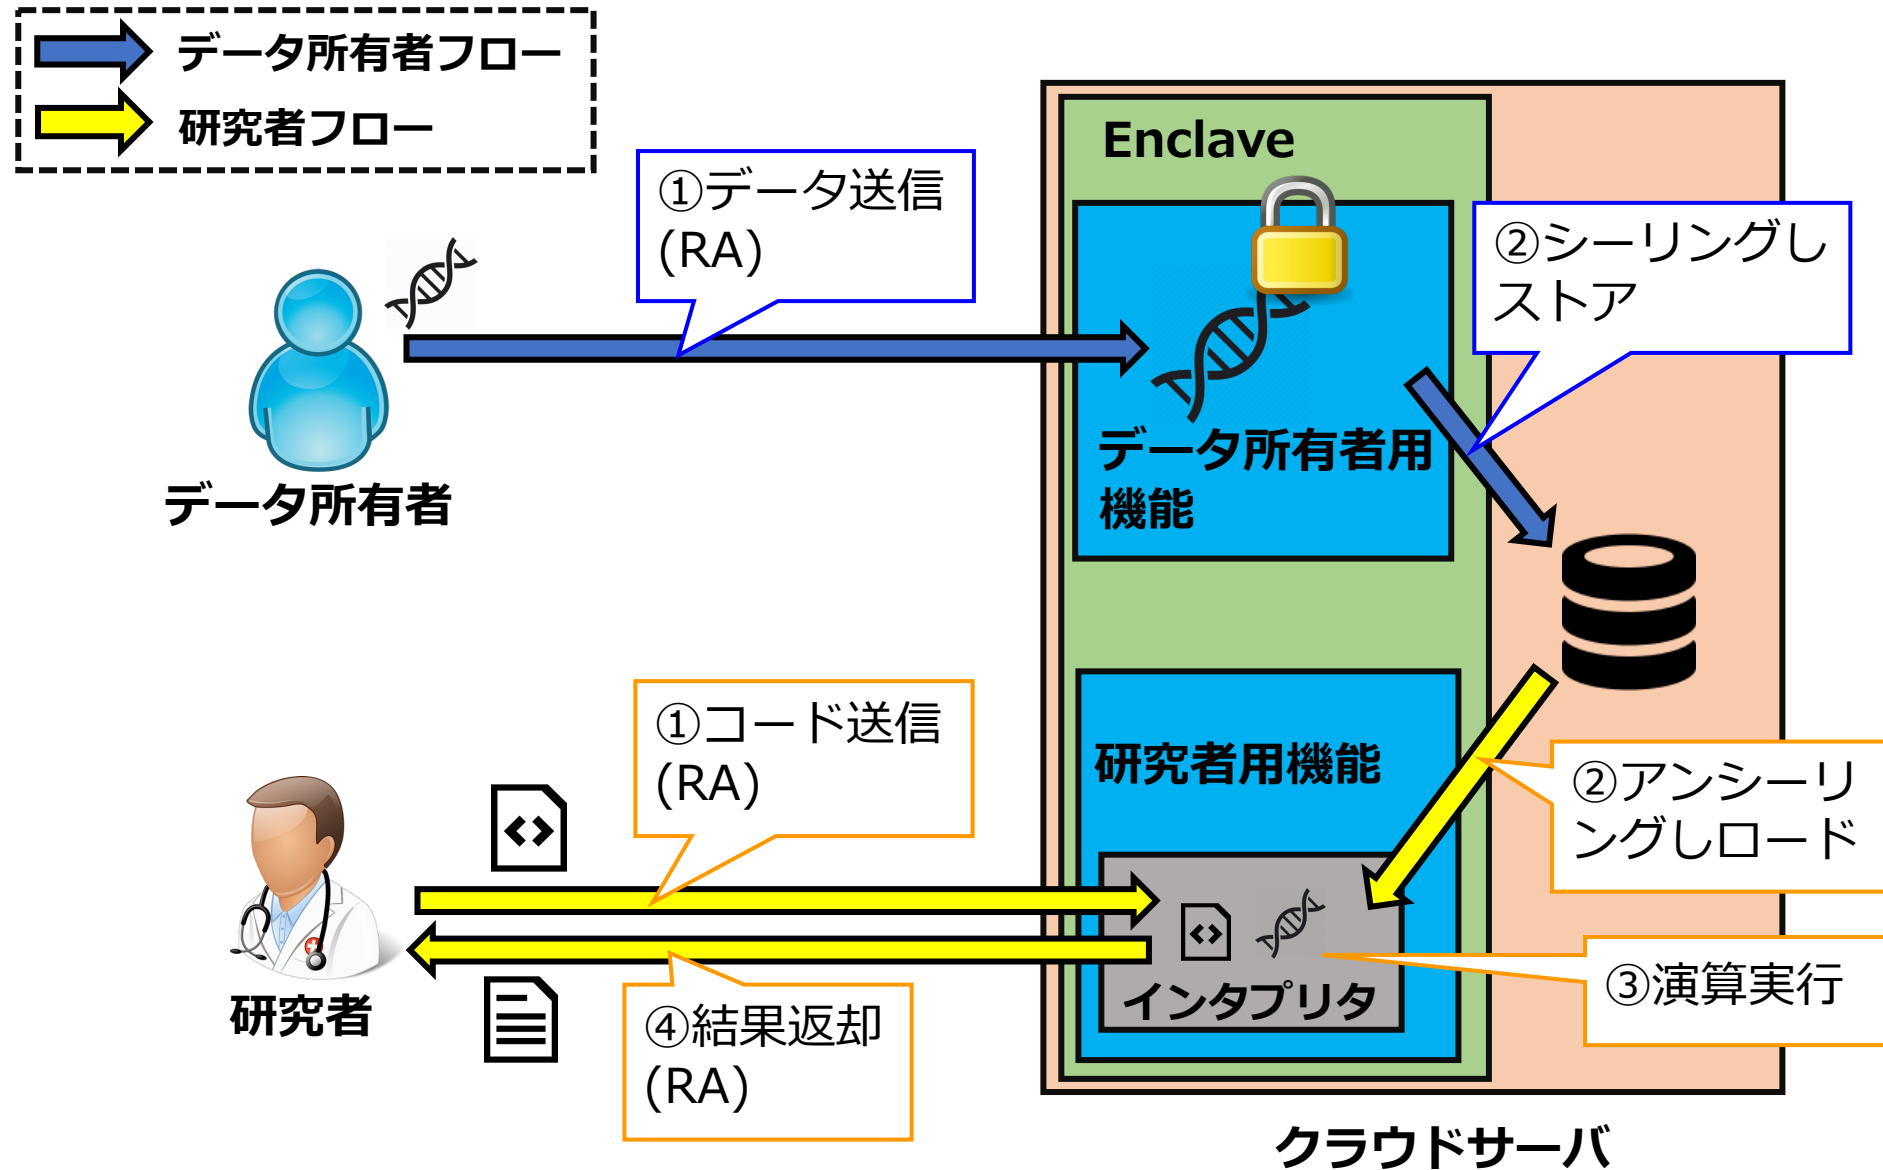 データ所有者フロー
研究者フロー
Enclave
①データ送信
(RA)
②シーリングし
ストア
データ所有者用
機能
データ所有者
①コード送信
(RA)
研究者用機能
②アンシーリ
ングしロード
③演算実行
インタプリタ
研究者
④結果返却
(RA)
クラウドサーバ